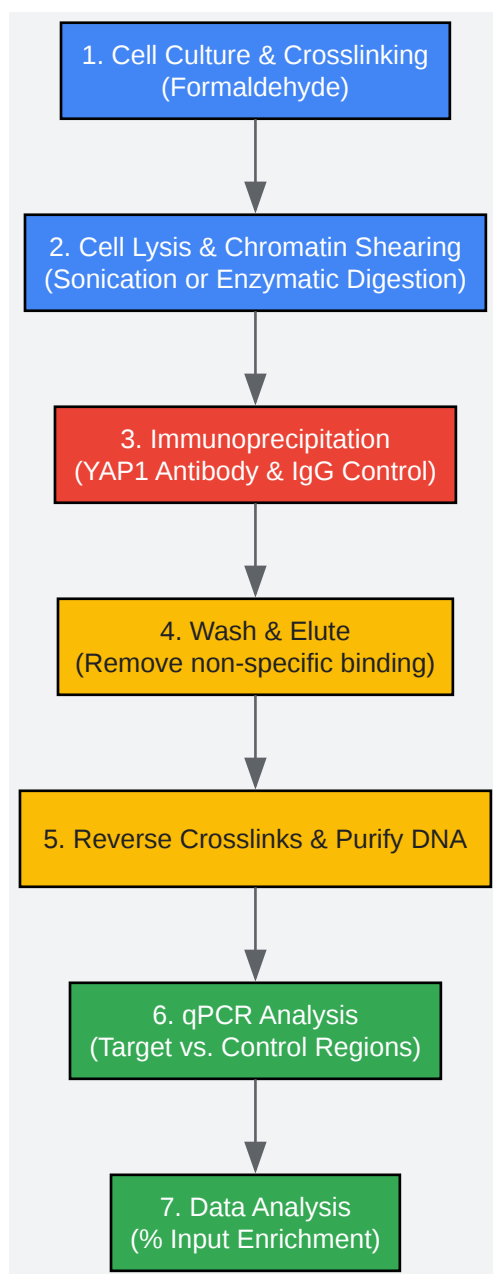 1. Cell Culture & Crosslinking
(Formaldehyde)
2. Cell Lysis & Chromatin Shearing
(Sonication or Enzymatic Digestion)
3. Immunoprecipitation
(YAP1 Antibody & IgG Control)
4. Wash & Elute
(Remove non-specific binding)
5. Reverse Crosslinks & Purify DNA
6. qPCR Analysis
(Target vs. Control Regions)
7. Data Analysis
(% Input Enrichment)